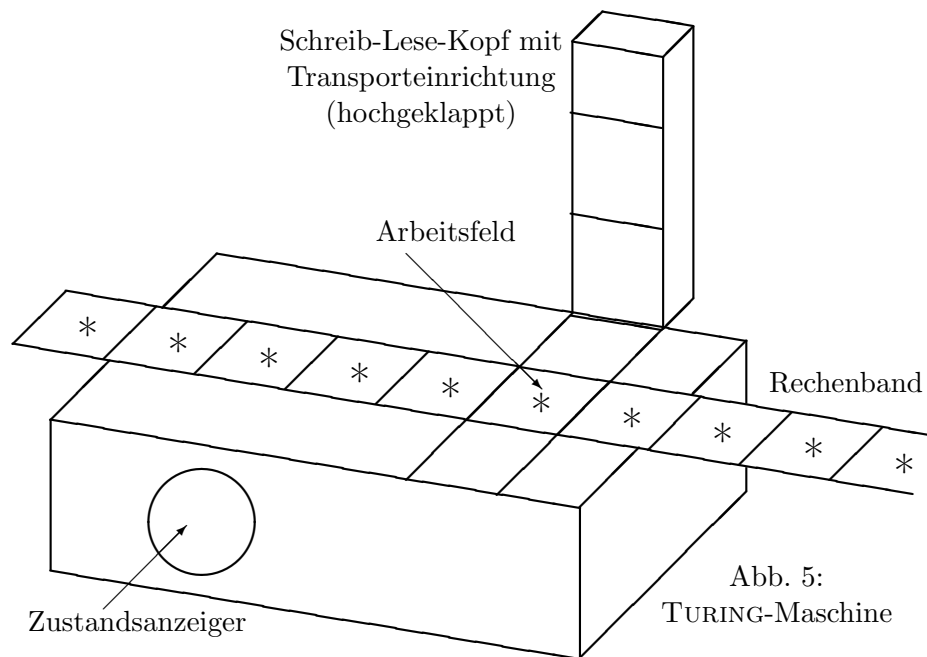 Schreib-Lese-Kopf mit
Transporteinrichtung
(hochgeklappt)
Arbeitsfeld
Rechenband
* * * * * * * * * *
Zustandsanzeiger
Abb. 5:
TURING-Maschine